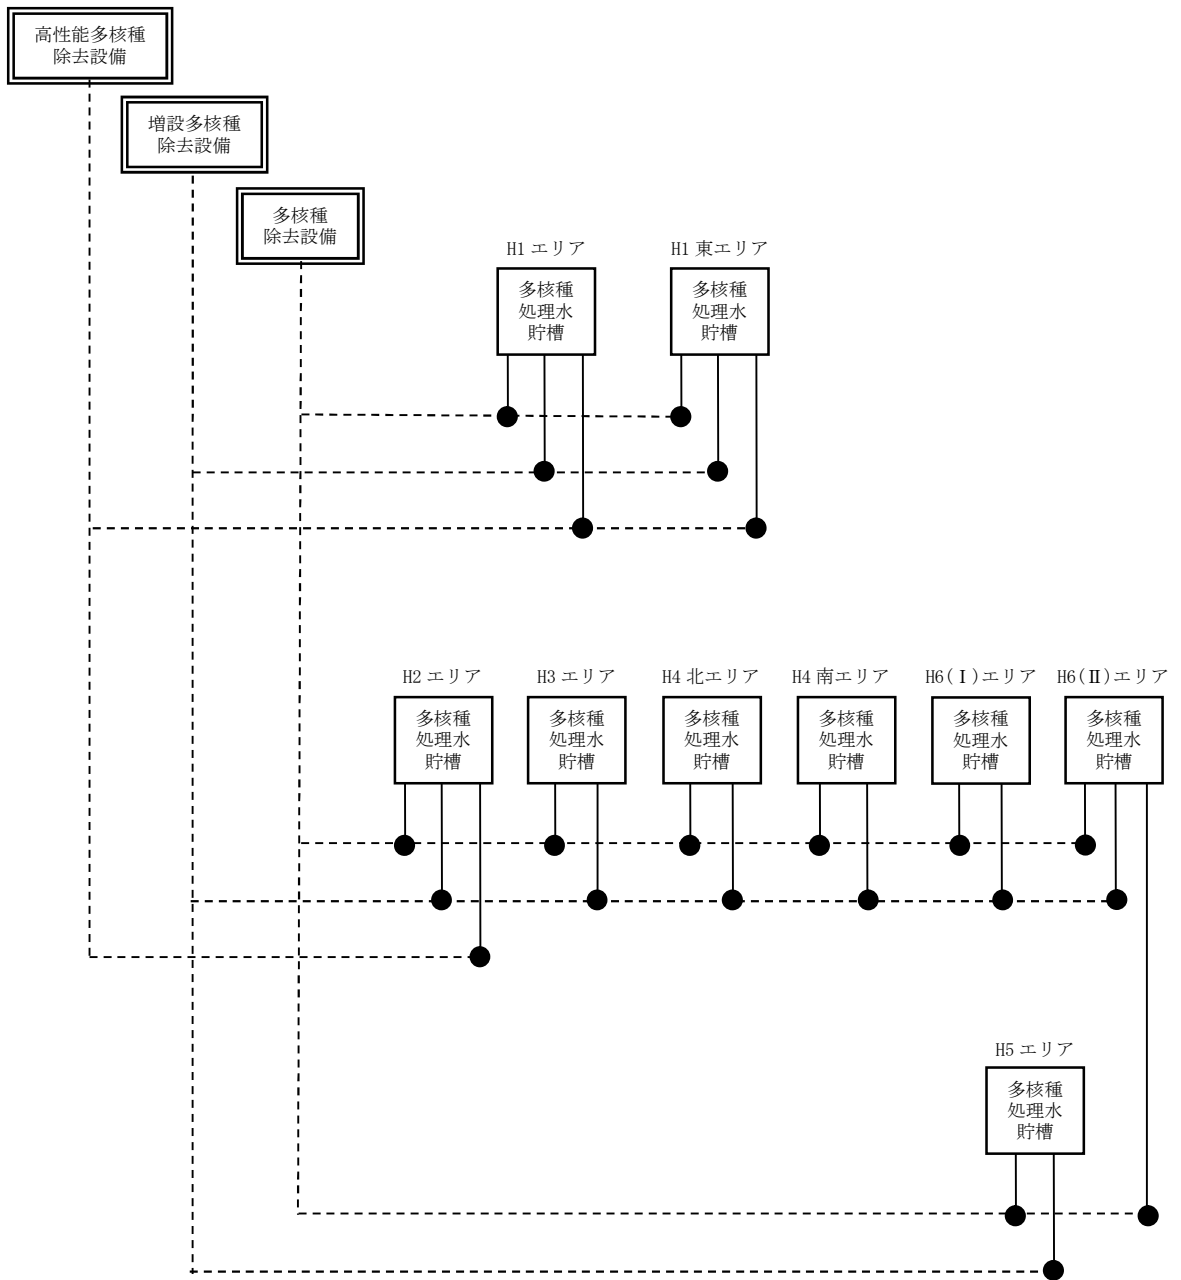 高性能多核種
除去設備
増設多核種
除去設備
多核種
除去設備
H1 エリア
多核種
処理水
貯槽
H1 東エリア
多核種
処理水
貯槽
H2 エリア
多核種
処理水
貯槽
H3 エリア
多核種
処理水
貯槽
H4 北エリア
多核種
処理水
貯槽
H4 南エリア
多核種
処理水
貯槽
H6(Ⅰ)エリア
多核種
処理水
貯槽
H6(Ⅱ)エリア
多核種
処理水
貯槽
H5 エリア
多核種
処理水
貯槽